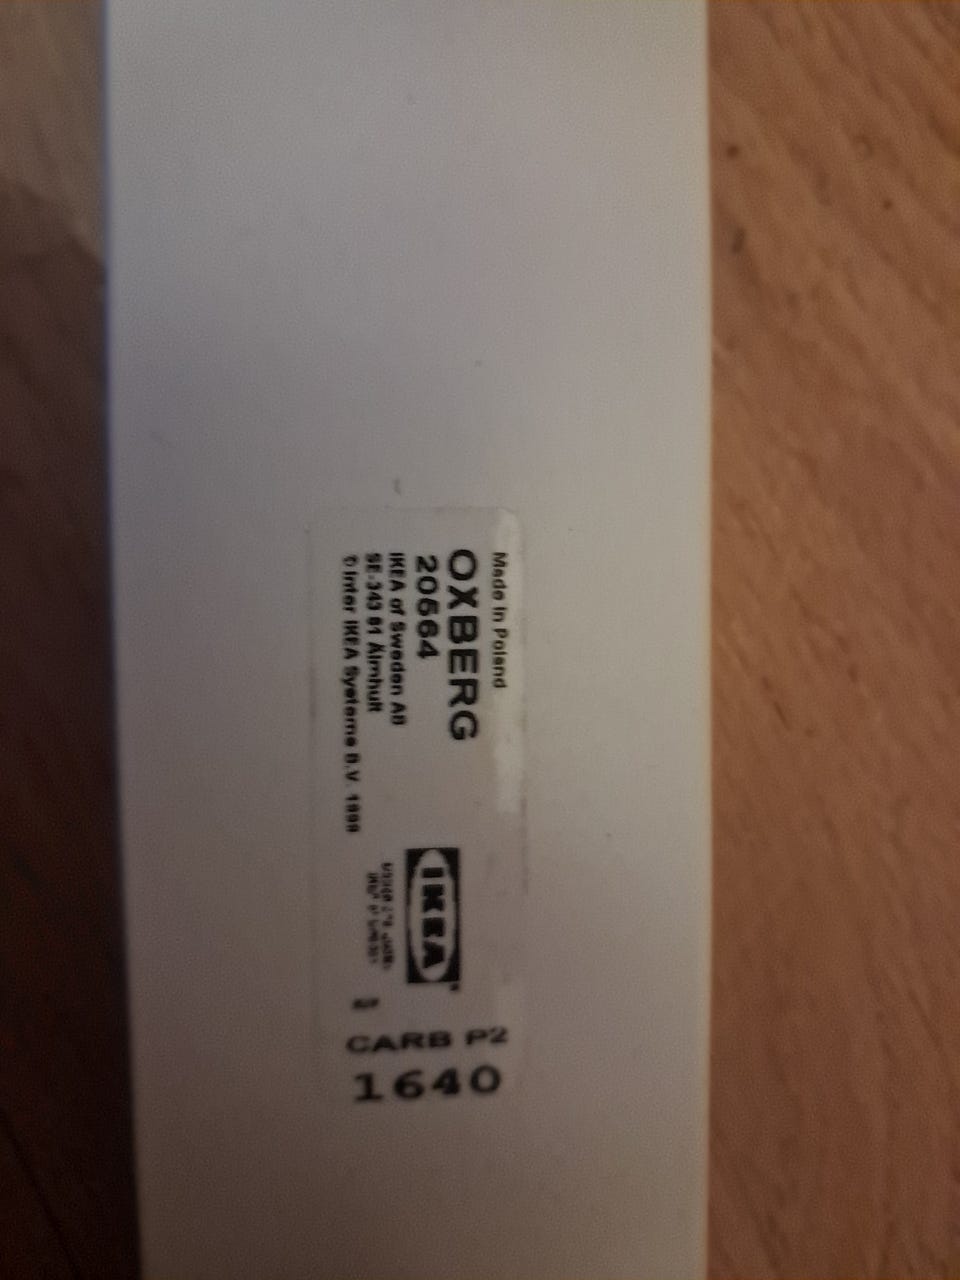 Made in Poland
OXBERG
20564
IKEA of Sweden AB
SE-343 81 Älmhult
© Inter IKEA Systems B.V. 1999
IKEA
CARB P2
1640